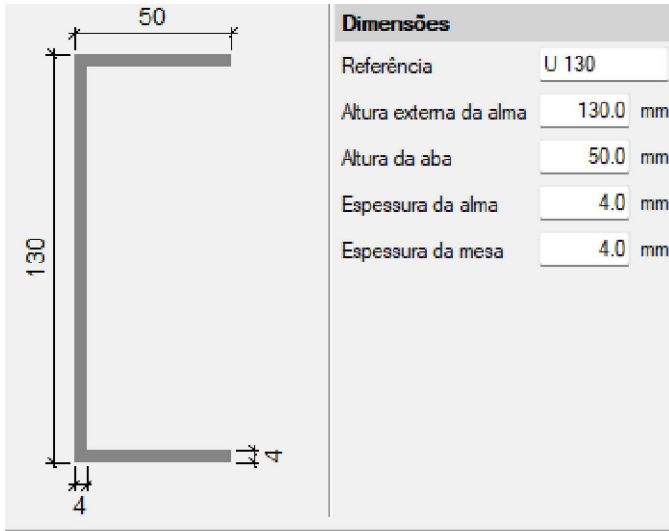 50
130
4
4
Dimensões
Referência U 130
Altura externa da alma 130.0 mm
Altura da aba 50.0 mm
Espessura da alma 4.0 mm
Espessura da mesa 4.0 mm